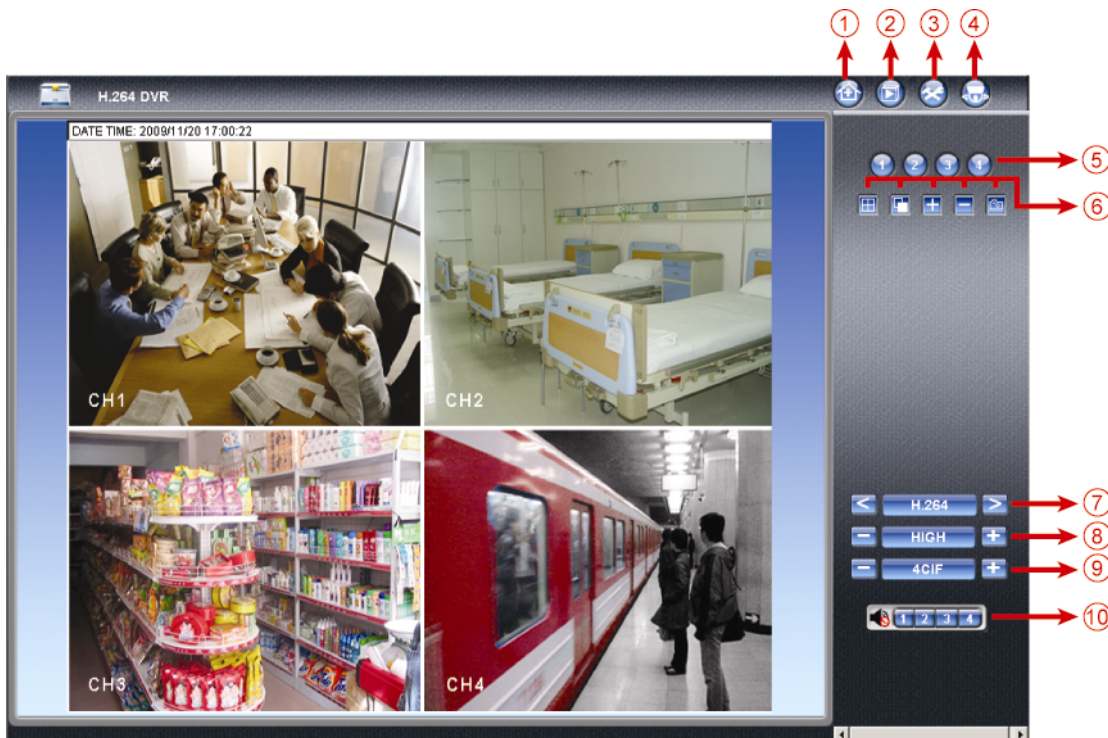 ① ② ③ ④
H.264 DVR
DATE TIME: 2009/11/20 17:00:22
1 2 3 4 ⑤
⑥
CH1
CH2
< H.264 > ⑦
− HIGH + ⑧
− 4CIF + ⑨
1 2 3 4 ⑩
CH3
CH4